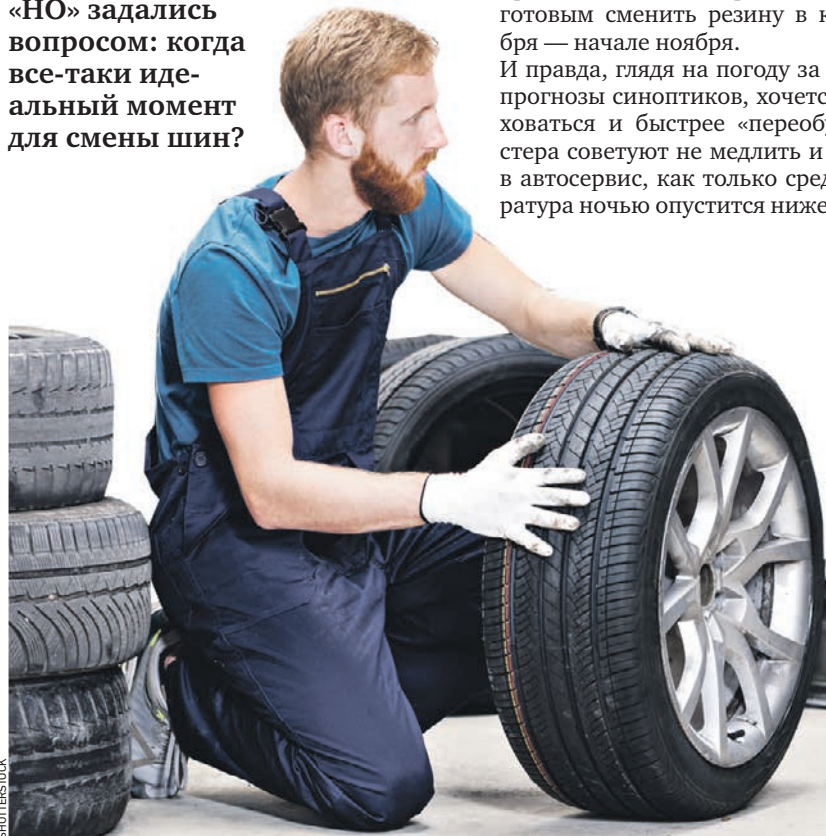 «НО» задались
вопросом: когда
все-таки иде-
альный момент
для смены шин?
готовым сменить резину в к
бря — начале ноября.
И правда, глядя на погоду за
прогнозы синоптиков, хочетс
ховаться и быстрее «переобу
стера советуют не медлить и
в автосервис, как только сред
ратура ночью опустится ниже
SHUTTERSTOCK